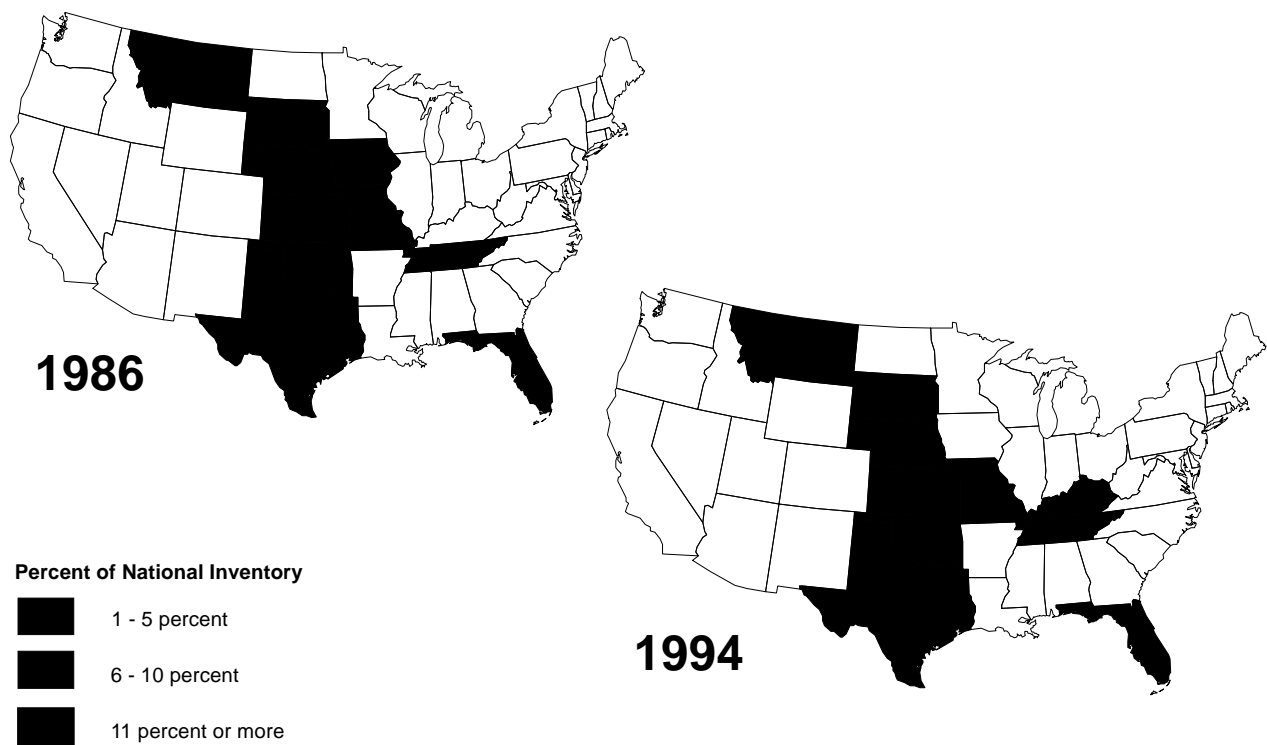 1986
1994
Percent of National Inventory
1 - 5 percent
6 - 10 percent
11 percent or more